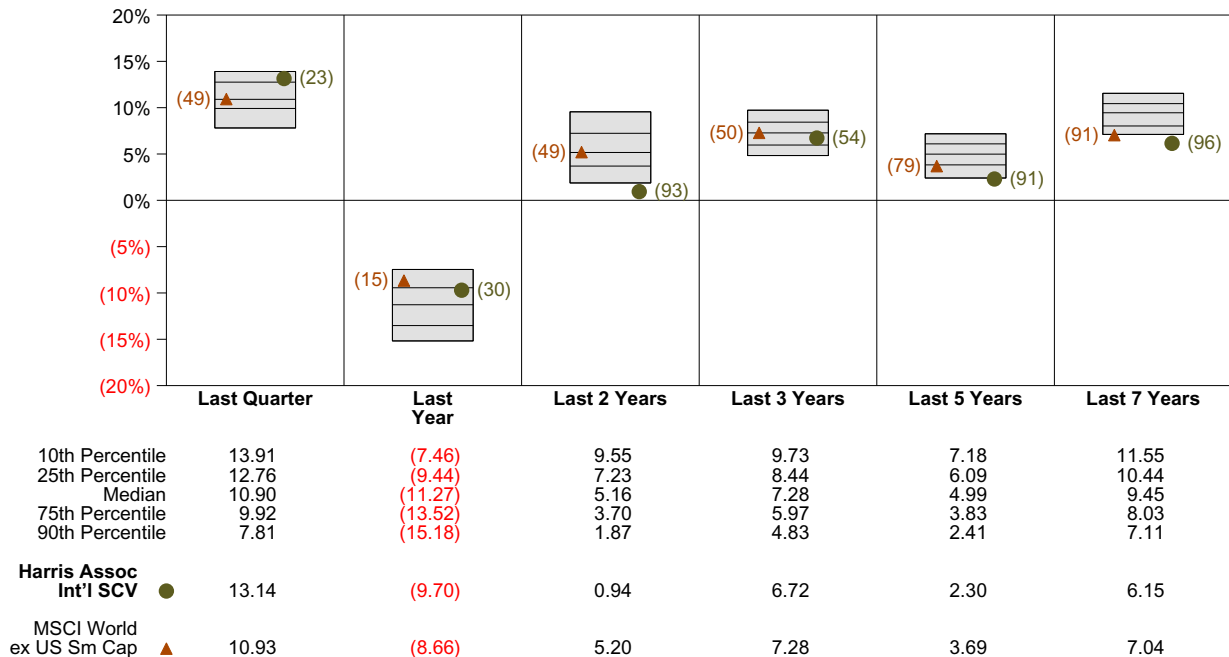 20%
15%
10%
5%
0%
(5%)
(10%)
(15%)
(20%)
(49) (23)
(15) (30)
(49) (93)
(50) (54)
(79) (91)
(91) (96)
Last Quarter Last Year Last 2 Years Last 3 Years Last 5 Years Last 7 Years
10th Percentile 13.91 (7.46) 9.55 9.73 7.18 11.55
25th Percentile 12.76 (9.44) 7.23 8.44 6.09 10.44
Median 10.90 (11.27) 5.16 7.28 4.99 9.45
75th Percentile 9.92 (13.52) 3.70 5.97 3.83 8.03
90th Percentile 7.81 (15.18) 1.87 4.83 2.41 7.11
Harris Assoc
Int'l SCV 13.14 (9.70) 0.94 6.72 2.30 6.15
MSCI World
ex US Sm Cap 10.93 (8.66) 5.20 7.28 3.69 7.04